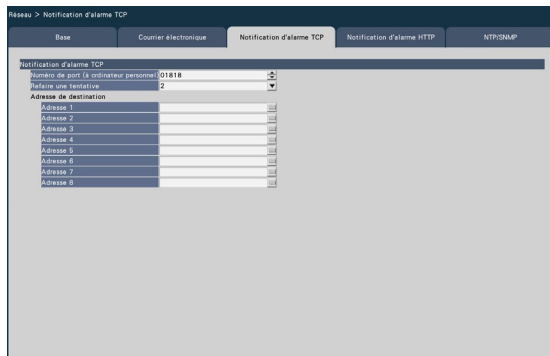 Réseau > Notification d'alarme TCP
Base
Courrier électronique
Notification d'alarme TCP
Notification d'alarme HTTP
NTP/SNMP
Notification d'alarme TCP
Numéro de port (à ordinateur personnel) 01818
Refaire une tentative 2
Adresse de destination
Adresse 1
Adresse 2
Adresse 3
Adresse 4
Adresse 5
Adresse 6
Adresse 7
Adresse 8